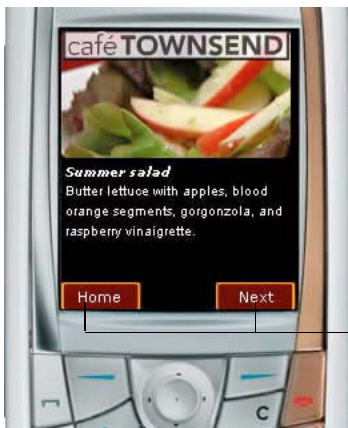 café TOWNSEND
Summer salad
Butter lettuce with apples, blood
orange segments, gorgonzola, and
raspberry vinaigrette.
Home
Next
C